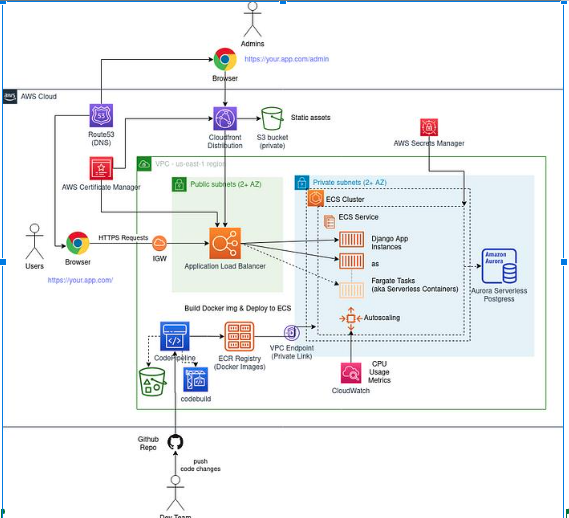 Admins
https://your.app.com/admin
Browser
aws
AWS Cloud
53
Route53
(DNS)
Cloudfront
Distribution
Static assets
S3 bucket
(private)
AWS Secrets Manager
AWS Certificate Manager
VPC - us-east-1 region
Public subnets (2+ AZ)
Private subnets (2+ AZ)
ECS Cluster
ECS Service
Django App
Instances
as
Fargate Tasks
(aka Serverless Containers)
Autoscaling
Users
Browser
HTTPS Requests
IGW
Application Load Balancer
https://your.app.com/
Amazon
Aurora
Aurora Serverless
Postgress
Build Docker img & Deploy to ECS
ECR Registry
(Docker Images)
VPC Endpoint
(Private Link)
codebuild
CPU
Usage
Metrics
CloudWatch
Github
Repo
push
code changes
Dev Team